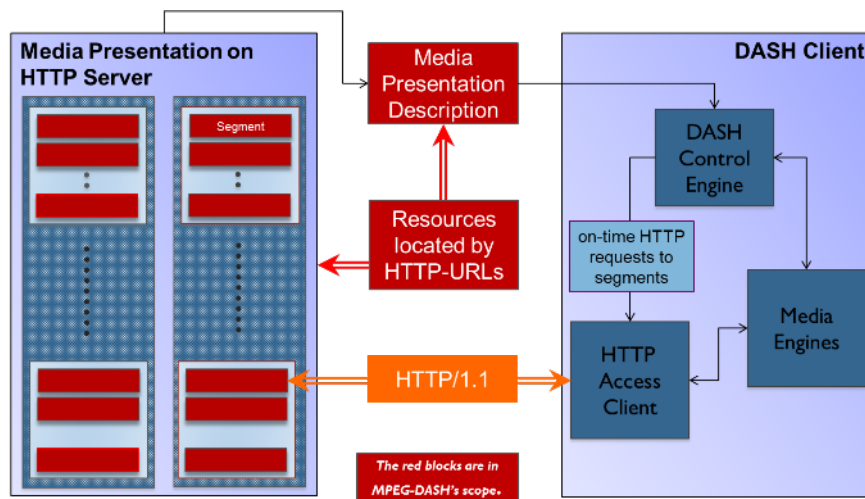 Media Presentation on
HTTP Server
Segment
Media
Presentation
Description
Resources
located by
HTTP-URLs
HTTP/1.1
The red blocks are in
MPEG-DASH's scope.
DASH Client
DASH
Control
Engine
on-time HTTP
requests to
segments
HTTP
Access
Client
Media
Engines